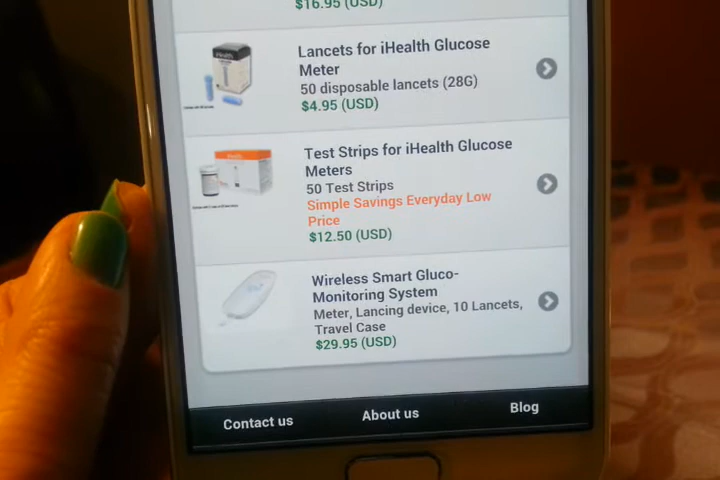 $16.95 (USD)
Lancets for iHealth Glucose
Meter
50 disposable lancets (28G)
$4.95 (USD)
Test Strips for iHealth Glucose
Meters
50 Test Strips
Simple Savings Everyday Low
Price
$12.50 (USD)
Wireless Smart Gluco-
Monitoring System
Meter, Lancing device, 10 Lancets,
Travel Case
$29.95 (USD)
Contact us
About us
Blog